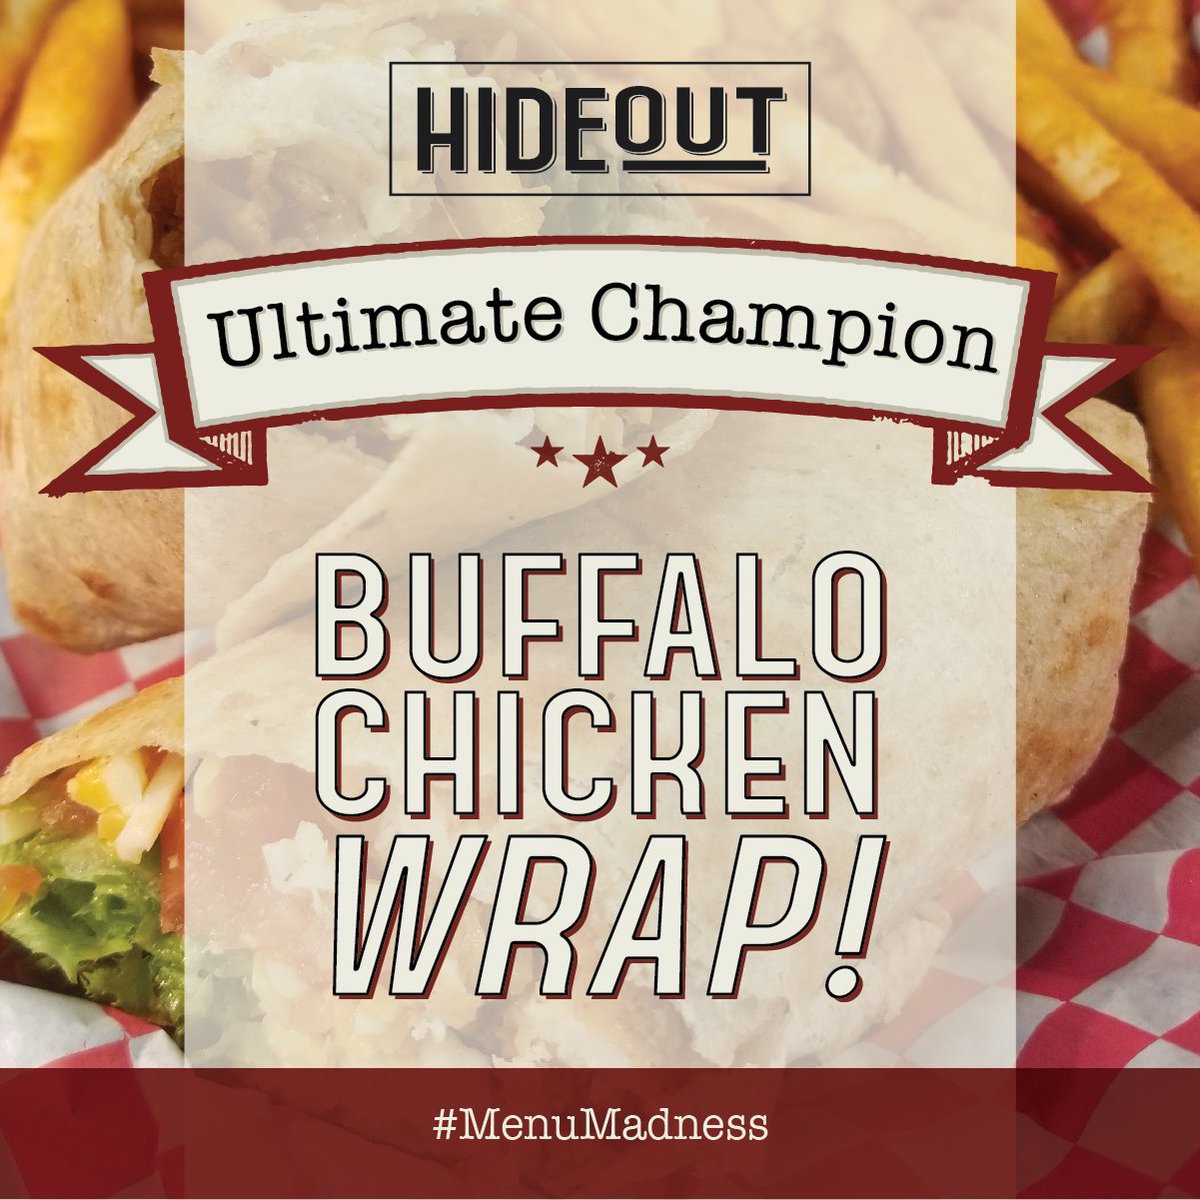 HIDEOUT
Ultimate Champion
BUFFALO
CHICKEN
WRAP!
#MenuMadness